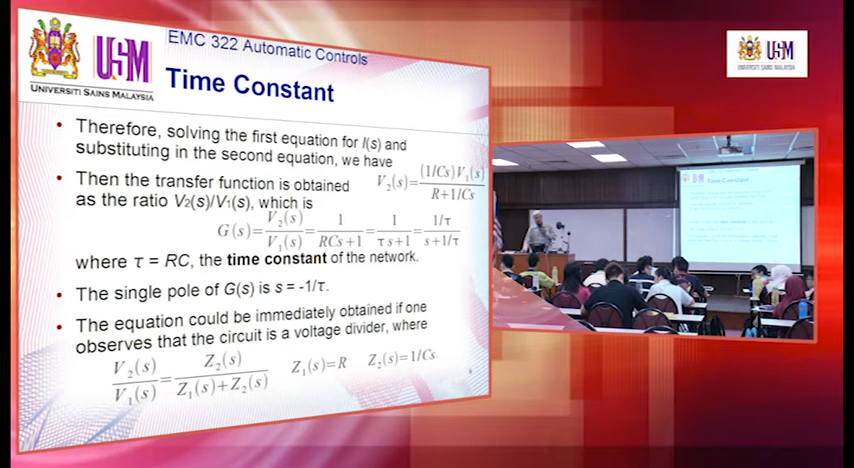 USM
UNIVERSITI SAINS MALAYSIA
EMC 322 Automatic Controls
Time Constant
• Therefore, solving the first equation for I(s) and
substituting in the second equation, we have
V₂(s)=(1/Cs)V₁(s)/R+1/Cs
• Then the transfer function is obtained
as the ratio V₂(s)/V₁(s), which is
G(s)=V₂(s)/V₁(s)=1/RCs+1=1/τs+1=1/τ/s+1/τ
where τ = RC, the time constant of the network.
• The single pole of G(s) is s = -1/τ.
• The equation could be immediately obtained if one
observes that the circuit is a voltage divider, where
V₂(s)/V₁(s)=Z₂(s)/Z₁(s)+Z₂(s) Z₁(s)=R Z₂(s)=1/Cs
USM
UNIVERSITI SAINS MALAYSIA
USM
Time Constant